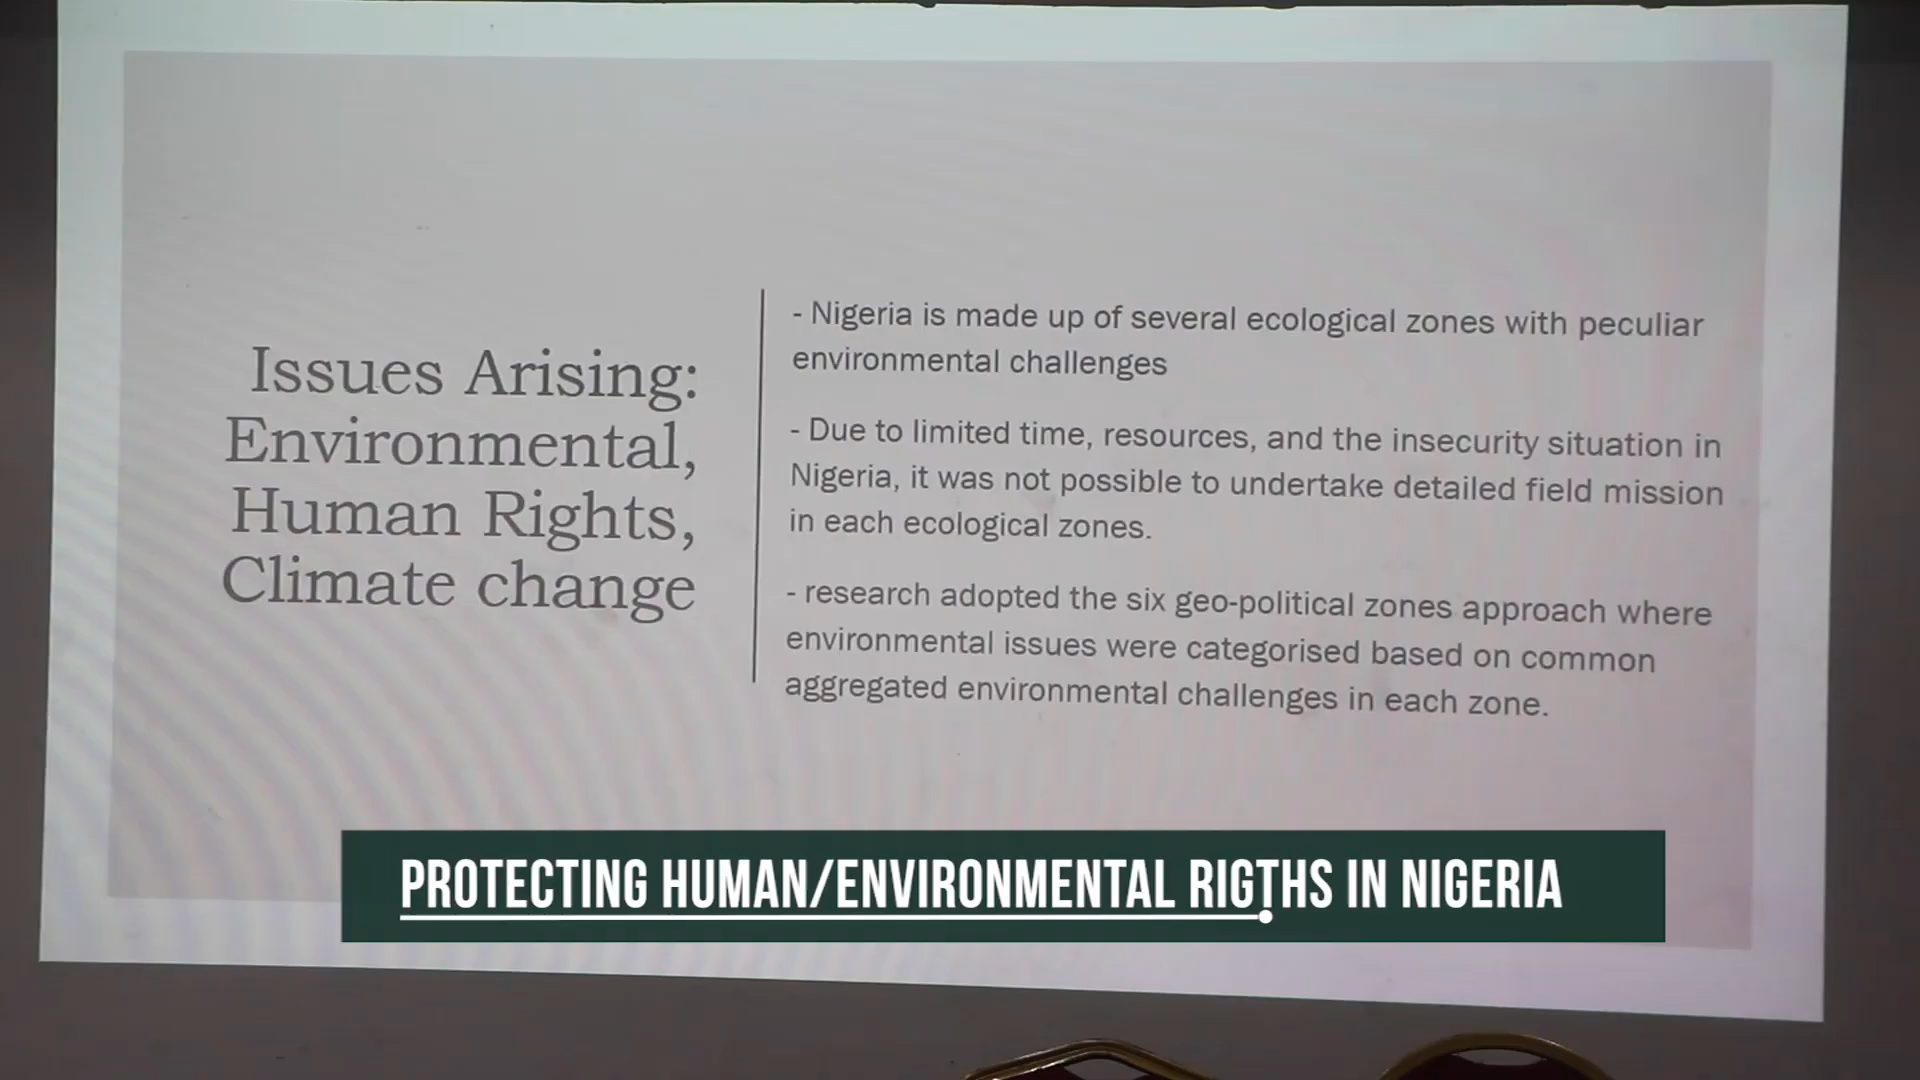 Issues Arising:
Environmental,
Human Rights,
Climate change
- Nigeria is made up of several ecological zones with peculiar
environmental challenges
- Due to limited time, resources, and the insecurity situation in
Nigeria, it was not possible to undertake detailed field mission
in each ecological zones.
- research adopted the six geo-political zones approach where
environmental issues were categorised based on common
aggregated environmental challenges in each zone.
PROTECTING HUMAN/ENVIRONMENTAL RIGTHS IN NIGERIA